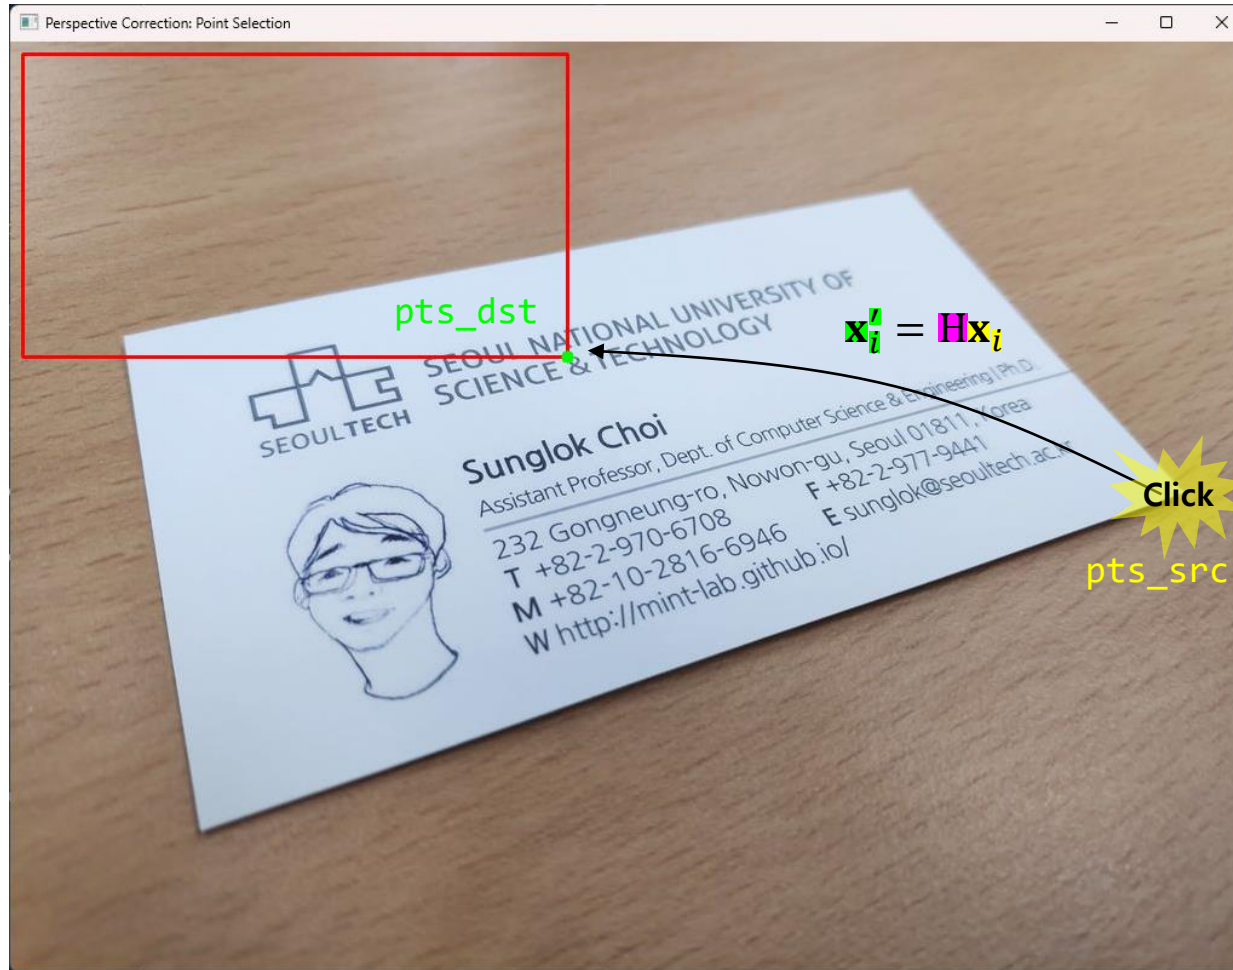 Perspective Correction: Point Selection
pts_dst
x′ᵢ = Hxᵢ
SEOULTECH
SEOUL NATIONAL UNIVERSITY OF
SCIENCE & TECHNOLOGY
Sunglok Choi
Assistant Professor, Dept. of Computer Science & Engineering | Ph.D.
232 Gongneung-ro, Nowon-gu, Seoul 01811, Korea
T +82-2-970-6708 F +82-2-977-9441
M +82-10-2816-6946 E sunglok@seoultech.ac.kr
W http://mint-lab.github.io/
Click
pts_src